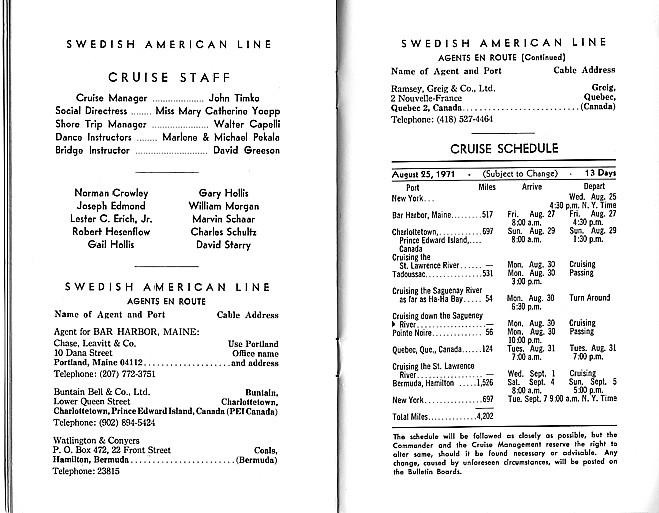 SWEDISH AMERICAN LINE
CRUISE STAFF
Cruise Manager .................. John Timko
Social Directress ....... Miss Mary Catherine Yoapp
Shore Trip Manager .................... Walter Capelli
Dance Instructors ........ Marlene & Michael Pekala
Bridge Instructor ......................... David Greeson
Norman Crowley Gary Hollis
Joseph Edmond William Morgan
Lester C. Erich, Jr. Marvin Schaar
Robert Hesenflow Charles Schultz
Gail Hollis David Starry
SWEDISH AMERICAN LINE
AGENTS EN ROUTE
Name of Agent and Port Cable Address
Agent for BAR HARBOR, MAINE:
Chase, Leavitt & Co. Use Portland
10 Dana Street Office name
Portland, Maine 04112.....................and address
Telephone: (207) 772-3751
Buntain Bell & Co., Ltd. Buntain,
Lower Queen Street Charlottetown,
Charlottetown, Prince Edward Island, Canada (PEI Canada)
Telephone: (902) 894-5424
Watlington & Conyers
P. O. Box 472, 22 Front Street Coals,
Hamilton, Bermuda.........................(Bermuda)
Telephone: 23815
SWEDISH AMERICAN LINE
AGENTS EN ROUTE (Continued)
Name of Agent and Port Cable Address
Ramsey, Greig & Co., Ltd. Greig,
2 Nouvelle-France Quebec,
Quebec 2, Canada...........................(Canada)
Telephone: (418) 527-4464
CRUISE SCHEDULE
August 25, 1971 • (Subject to Change) • 13 Days
Port Miles Arrive Depart
New York... Wed. Aug. 25
4:30 p.m. N. Y. Time
Bar Harbor, Maine.........517 Fri. Aug. 27 Fri. Aug. 27
8:00 a.m. 4:30 p.m.
Charlottetown,..............697 Sun. Aug. 29 Sun. Aug. 29
Prince Edward Island,.... 8:00 a.m. 1:30 p.m.
Canada
Cruising the
St. Lawrence River...... — Mon. Aug. 30 Cruising
Tadoussac..................531 Mon. Aug. 30 Passing
3:00 p.m.
Cruising the Saguenay River
as far as Ha-Ha Bay..... 54 Mon. Aug. 30 Turn Around
6:30 p.m.
Cruising down the Saguenay
River..................— Mon. Aug. 30 Cruising
Pointe Noire............... 56 Mon. Aug. 30 Passing
10:00 p.m.
Quebec, Que., Canada......124 Tues. Aug. 31 Tues. Aug. 31
7:00 a.m. 7:00 p.m.
Cruising the St. Lawrence
River..................— Wed. Sept. 1 Cruising
Bermuda, Hamilton .....1,526 Sat. Sept. 4 Sun. Sept. 5
8:00 a.m. 5:00 p.m.
New York..................697 Tue. Sept. 7 9:00 a.m. N. Y. Time
Total Miles.............4,202
The schedule will be followed as closely as possible, but the
Commander and the Cruise Management reserve the right to
alter same, should it be found necessary or advisable. Any
change, caused by unforeseen circumstances, will be posted on
the Bulletin Boards.